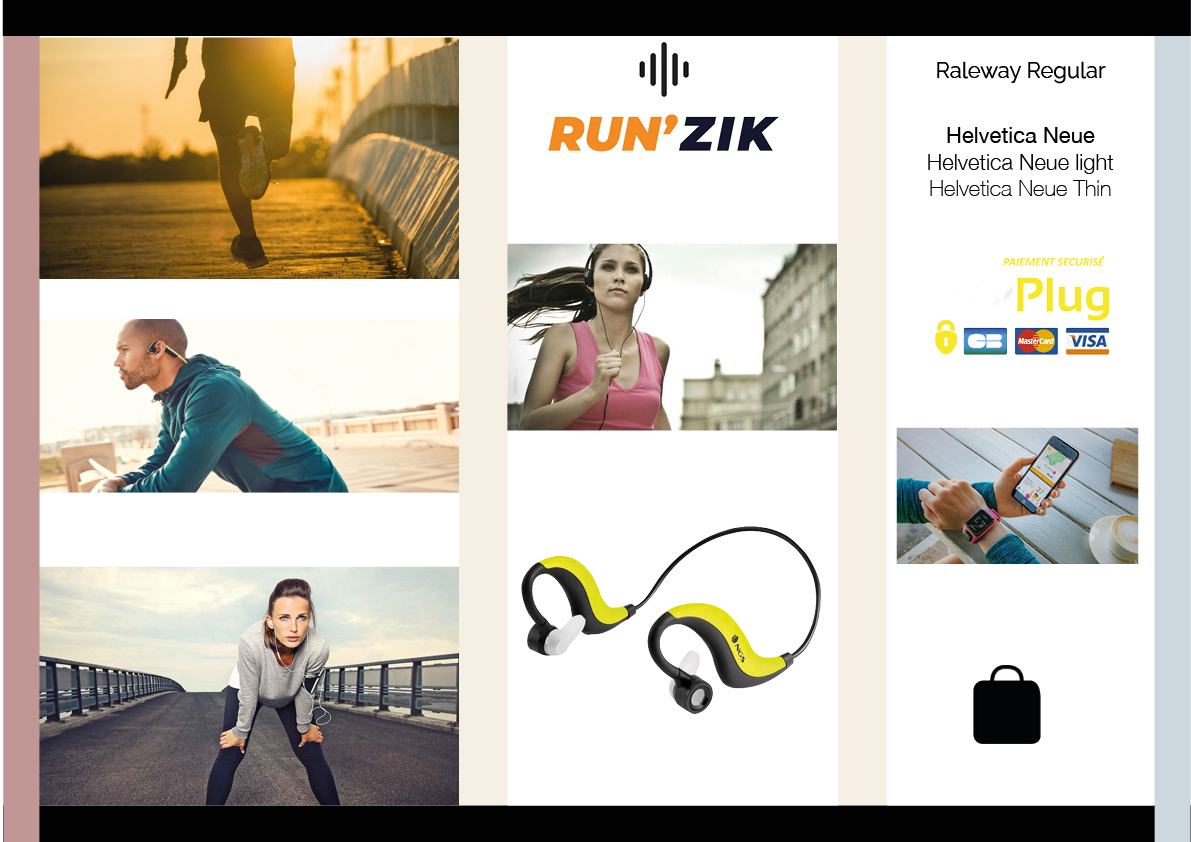 RUN’ZIK
NGS
Raleway Regular
Helvetica Neue
Helvetica Neue light
Helvetica Neue Thin
PAIEMENT SECURISÉ
Plug
CB
MasterCard
VISA